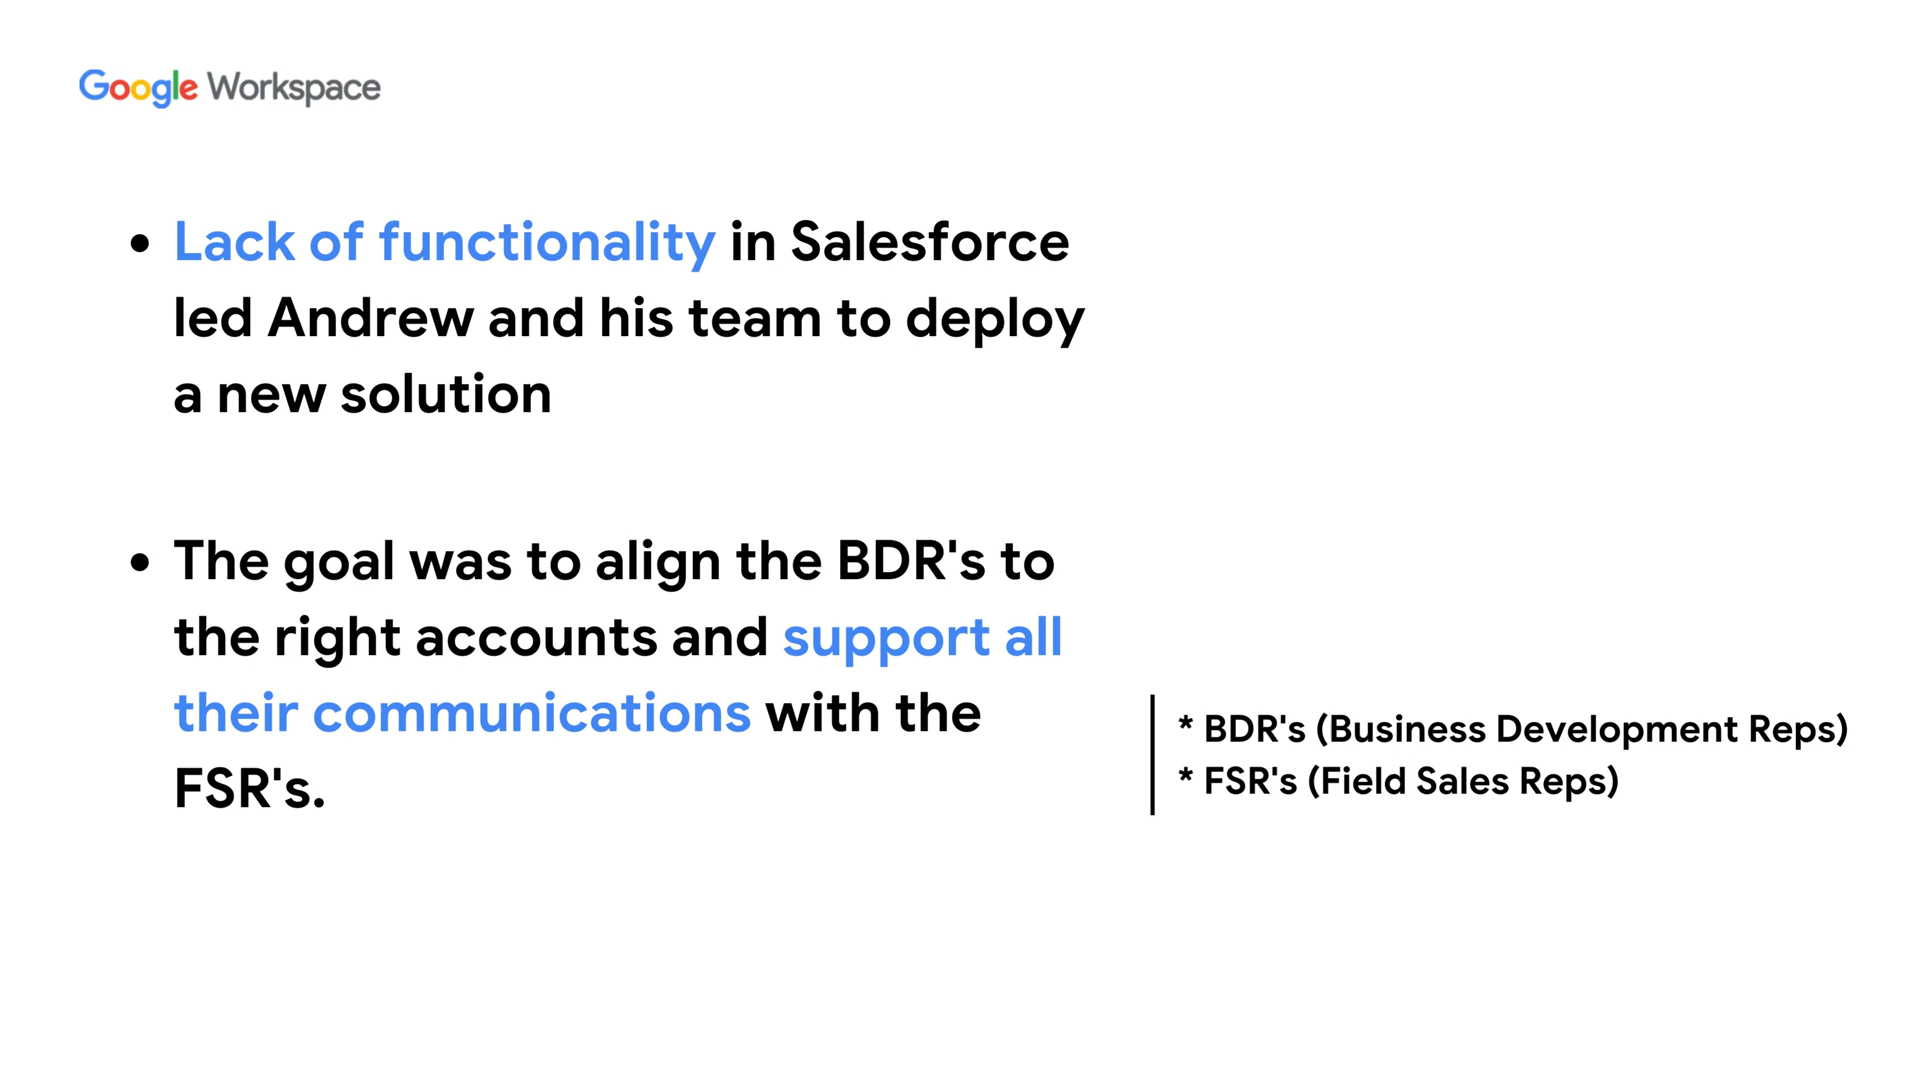 Google Workspace
• Lack of functionality in Salesforce
led Andrew and his team to deploy
a new solution
• The goal was to align the BDR's to
the right accounts and support all
their communications with the
FSR's.
* BDR's (Business Development Reps)
* FSR's (Field Sales Reps)